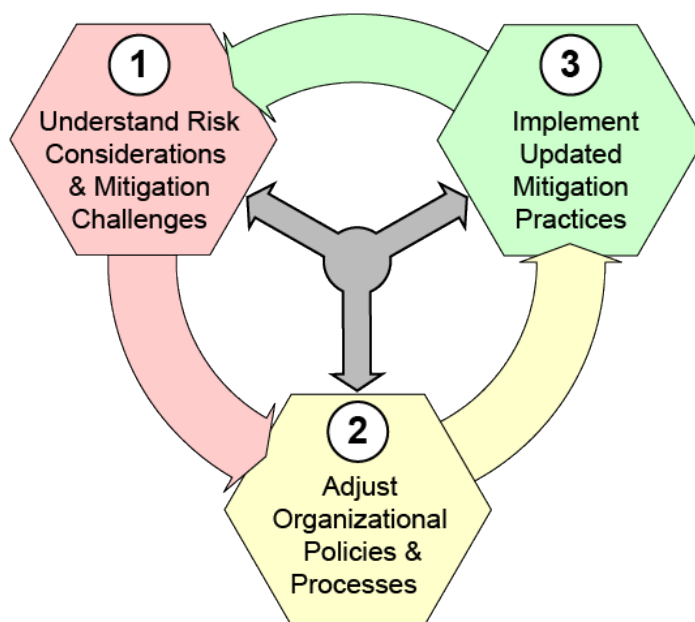 1
Understand Risk
Considerations
& Mitigation
Challenges
2
Adjust
Organizational
Policies &
Processes
3
Implement
Updated
Mitigation
Practices